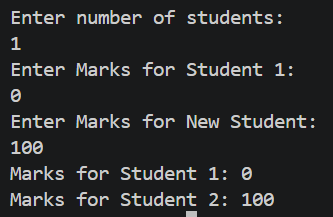 Enter number of students:
1
Enter Marks for Student 1:
0
Enter Marks for New Student:
100
Marks for Student 1: 0
Marks for Student 2: 100